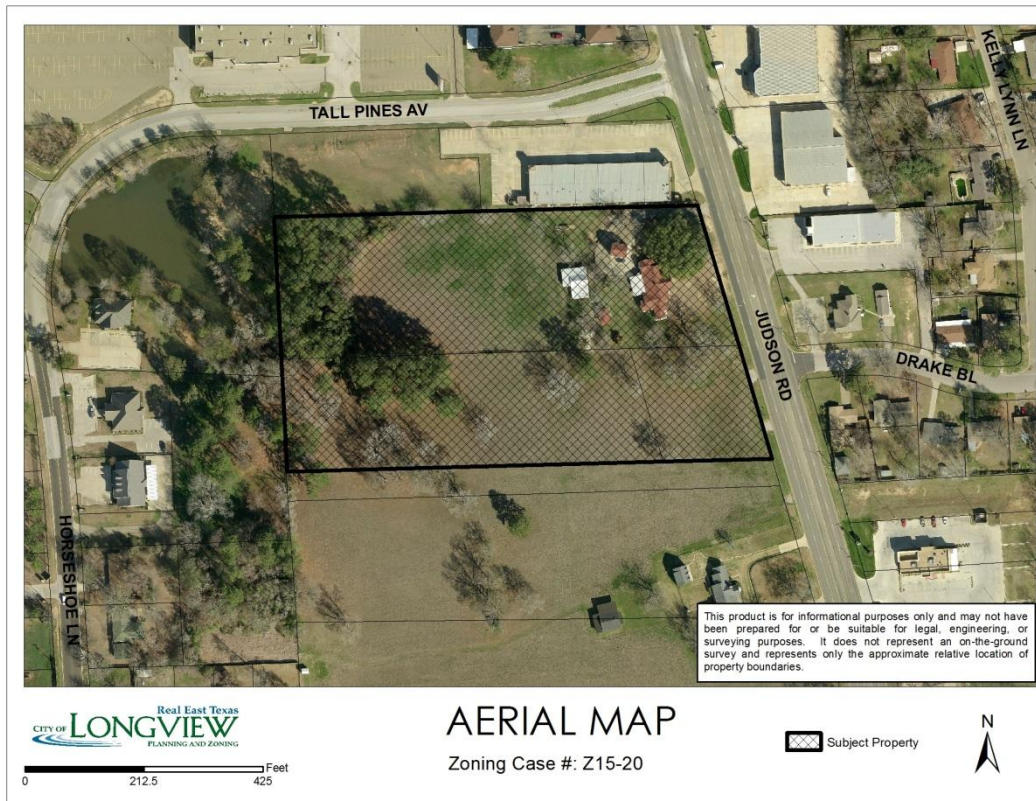 KELLY LYNN LN
TALL PINES AV
JUDSON RD
DRAKE BL
HORSESHOE LN
This product is for informational purposes only and may not have
been prepared for or be suitable for legal, engineering, or
surveying purposes. It does not represent an on-the-ground
survey and represents only the approximate relative location of
property boundaries.
Real East Texas
CITY OF LONGVIEW
PLANNING AND ZONING
Feet
0 212.5 425
AERIAL MAP
Zoning Case #: Z15-20
Subject Property
N